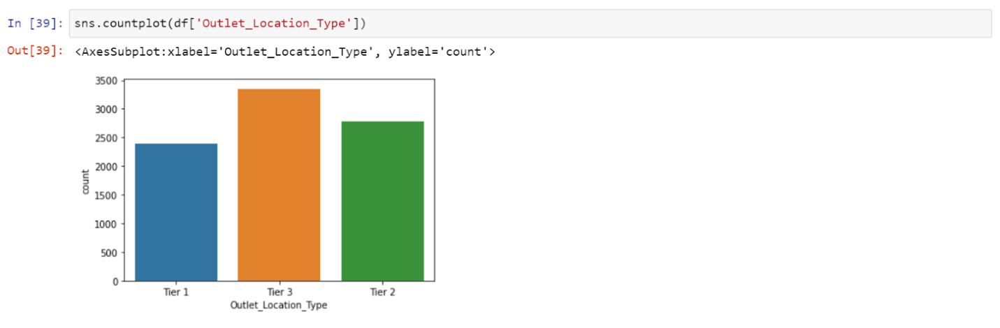 In [39]: sns.countplot(df['Outlet_Location_Type'])
Out[39]: <AxesSubplot:xlabel='Outlet_Location_Type', ylabel='count'>
3500
3000
2500
2000
1500
1000
500
0
count
Tier 1 Tier 3 Tier 2
Outlet_Location_Type